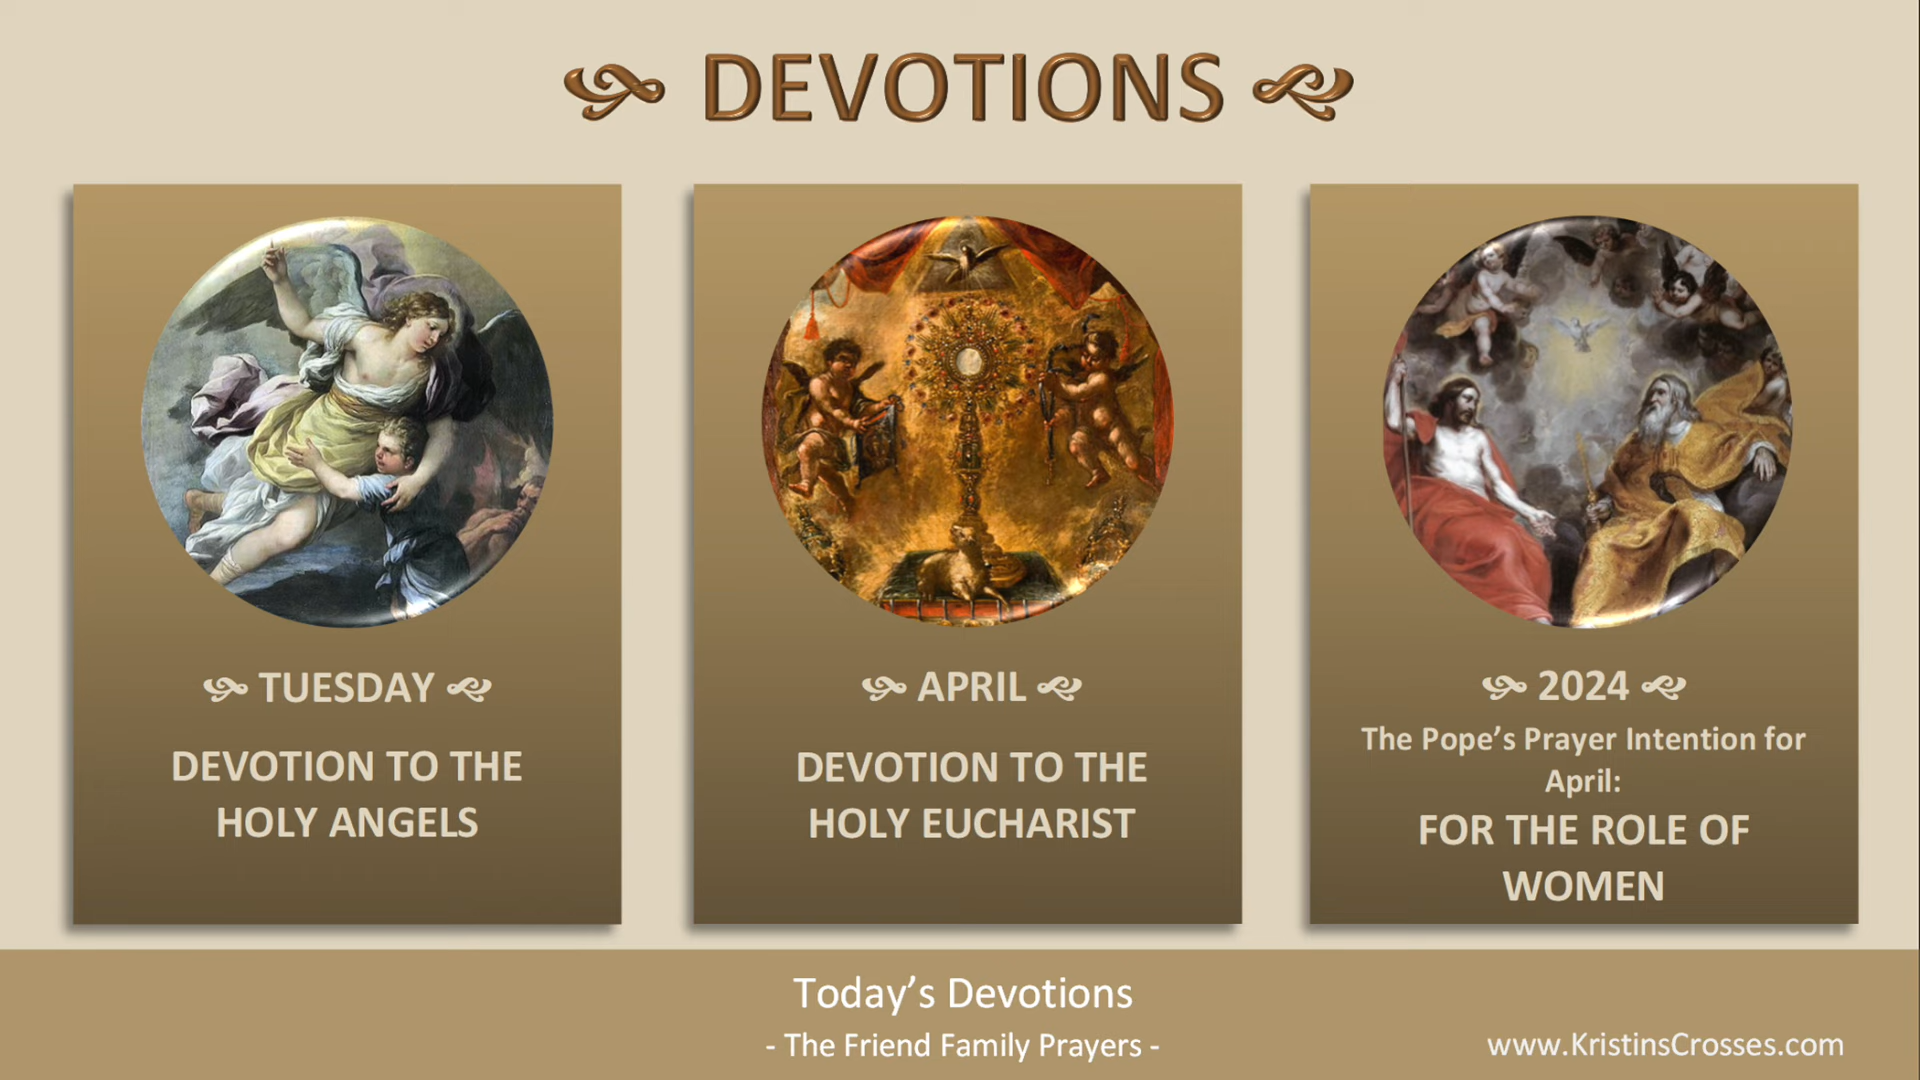 DEVOTIONS
TUESDAY
DEVOTION TO THE
HOLY ANGELS
APRIL
DEVOTION TO THE
HOLY EUCHARIST
2024
The Pope’s Prayer Intention for
April:
FOR THE ROLE OF
WOMEN
Today’s Devotions
- The Friend Family Prayers -
www.KristinsCrosses.com